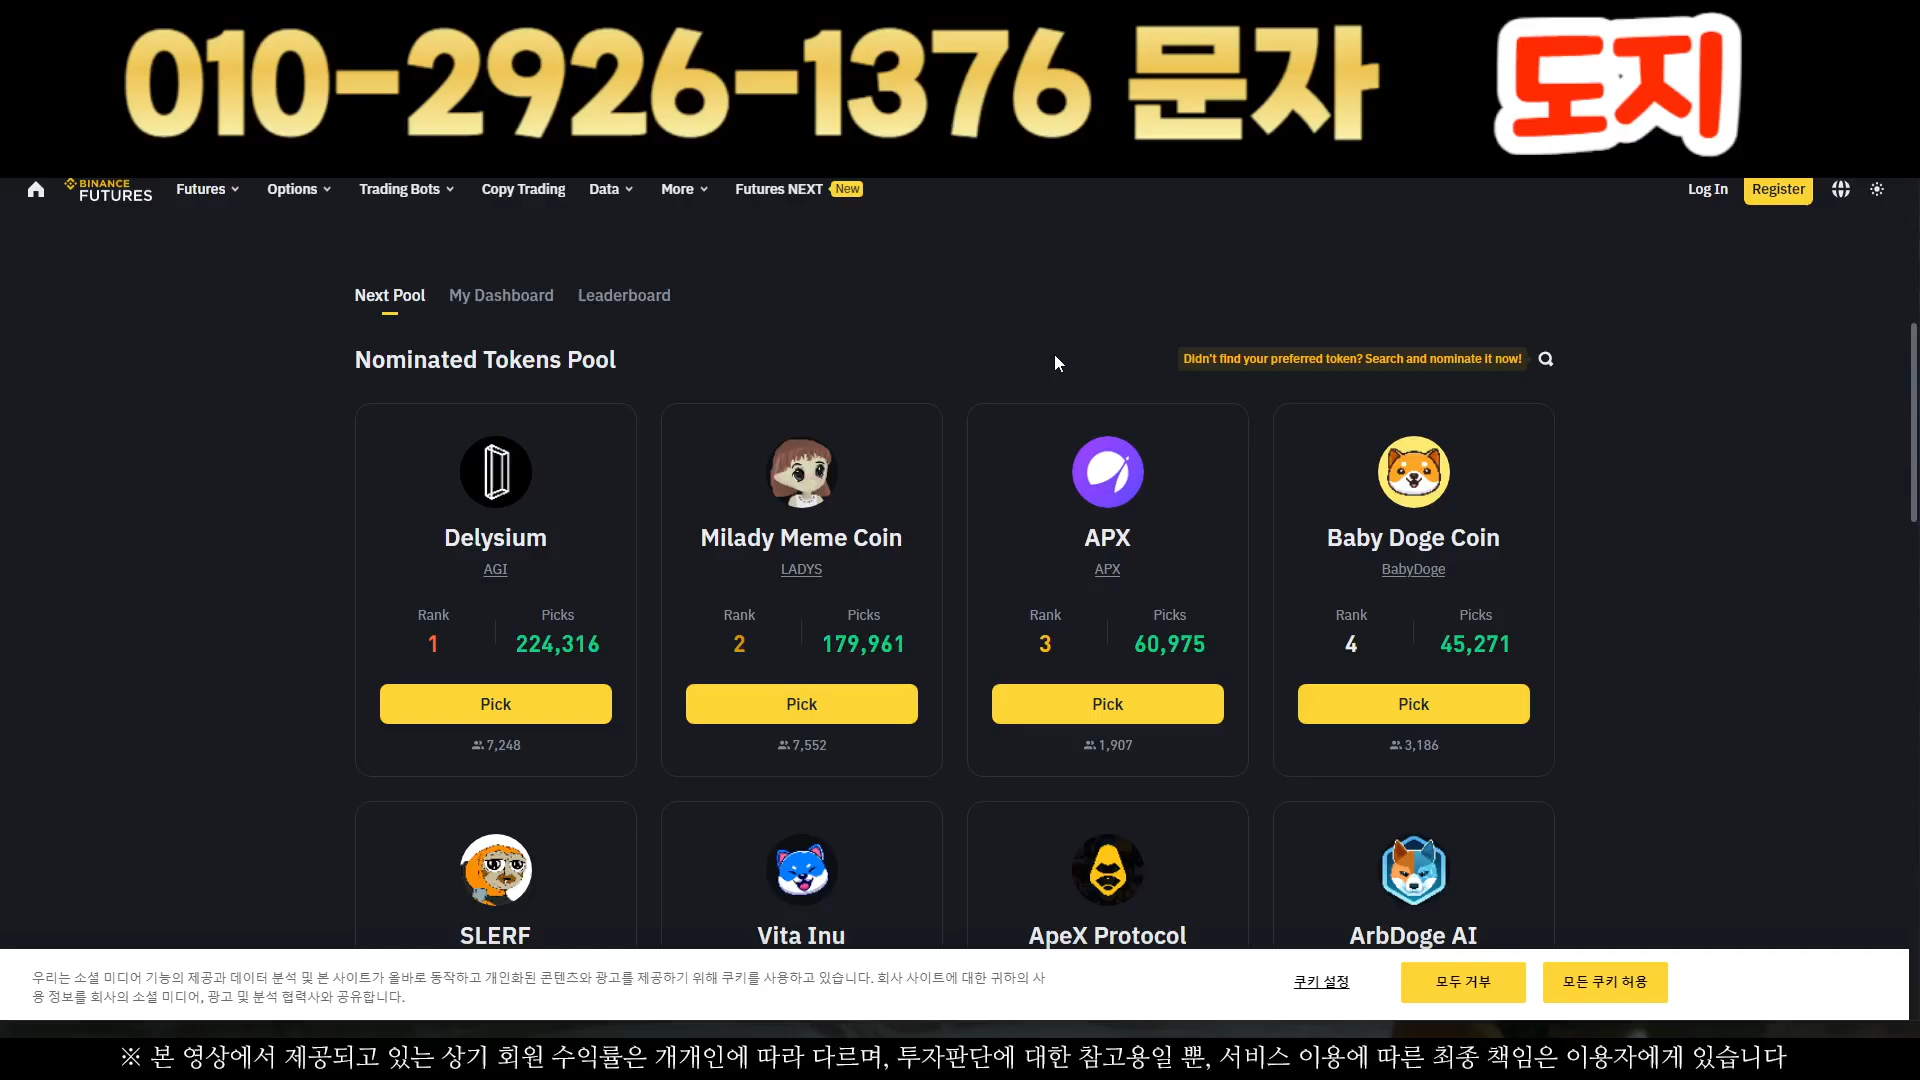 010-2926-1376 문자 도지
BINANCE FUTURES Futures Options Trading Bots Copy Trading Data More Futures NEXT New Log In Register
Next Pool My Dashboard Leaderboard
Nominated Tokens Pool
Didn't find your preferred token? Search and nominate it now!
Delysium
AGI
Rank Picks
1 224,316
Pick
7,248
Milady Meme Coin
LADYS
Rank Picks
2 179,961
Pick
7,552
APX
APX
Rank Picks
3 60,975
Pick
1,907
Baby Doge Coin
BabyDoge
Rank Picks
4 45,271
Pick
3,186
SLERF
Vita Inu
ApeX Protocol
ArbDoge AI
우리는 소셜 미디어 기능의 제공과 데이터 분석 및 본 사이트가 올바로 동작하고 개인화된 콘텐츠와 광고를 제공하기 위해 쿠키를 사용하고 있습니다. 회사 사이트에 대한 귀하의 사
용 정보를 회사의 소셜 미디어, 광고 및 분석 협력사와 공유합니다.
쿠키 설정 모두 거부 모든 쿠키 허용
※ 본 영상에서 제공되고 있는 상기 회원 수익률은 개개인에 따라 다르며, 투자판단에 대한 참고용일 뿐, 서비스 이용에 따른 최종 책임은 이용자에게 있습니다